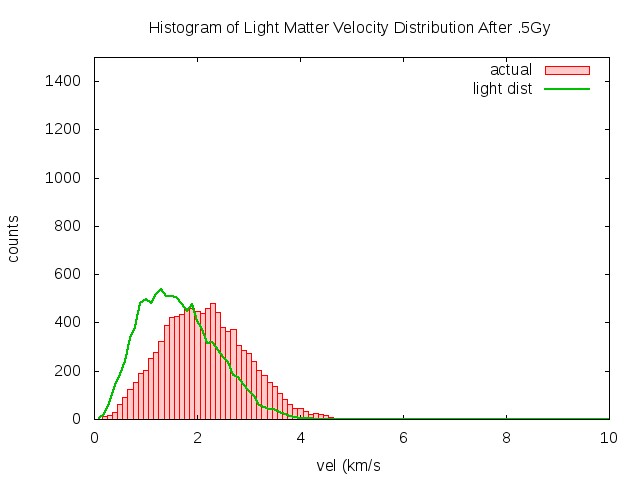 Histogram of Light Matter Velocity Distribution After .5Gy
actual
light dist
1400
1200
1000
800
600
400
200
0
counts
0 2 4 6 8 10
vel (km/s